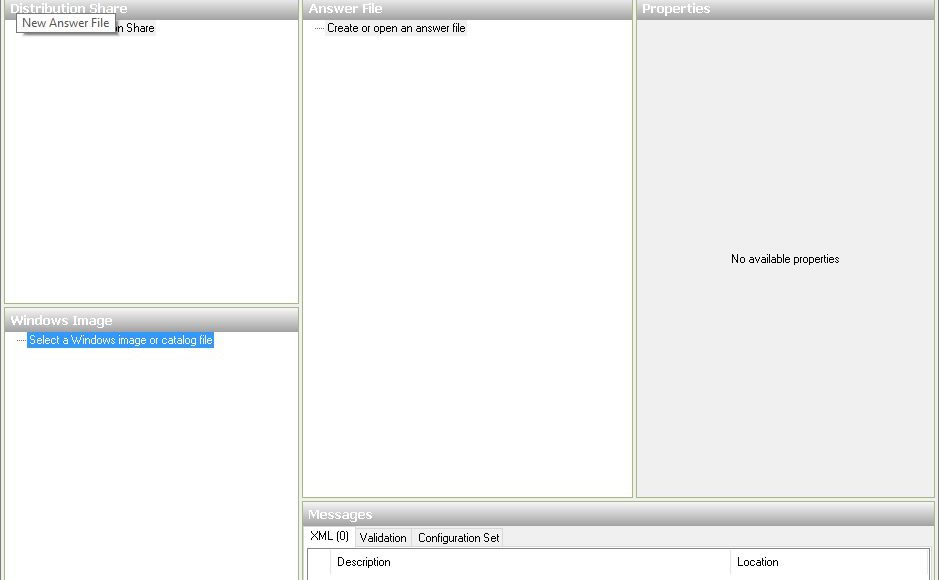 Distribution Share
New Answer File
n Share
Answer File
Create or open an answer file
Properties
No available properties
Windows Image
Select a Windows image or catalog file
Messages
XML (0)
Validation
Configuration Set
Description
Location